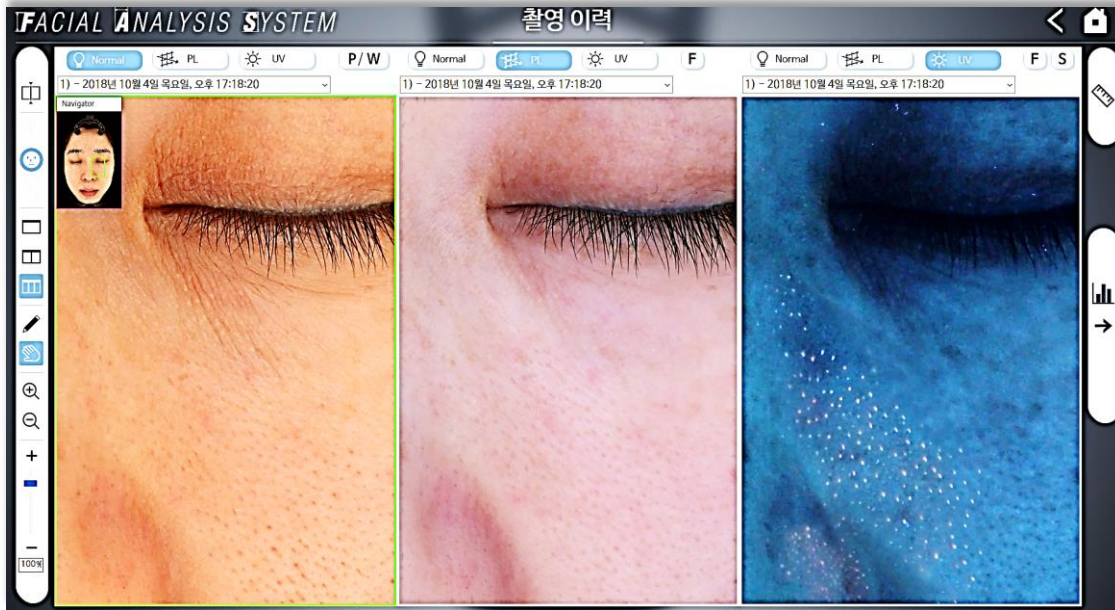 FACIAL ANALYSIS SYSTEM
촬영 이력
Normal PL UV P/W
Normal PL UV F
Normal PL UV F S
1) - 2018년 10월 4일 목요일, 오후 17:18:20
1) - 2018년 10월 4일 목요일, 오후 17:18:20
1) - 2018년 10월 4일 목요일, 오후 17:18:20
Navigator
100%